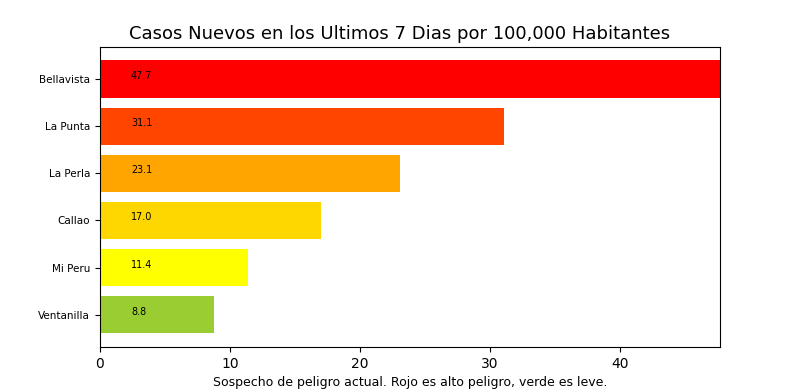 Casos Nuevos en los Ultimos 7 Dias por 100,000 Habitantes
Bellavista 47.7
La Punta 31.1
La Perla 23.1
Callao 17.0
Mi Peru 11.4
Ventanilla 8.8
0 10 20 30 40
Sospecho de peligro actual. Rojo es alto peligro, verde es leve.